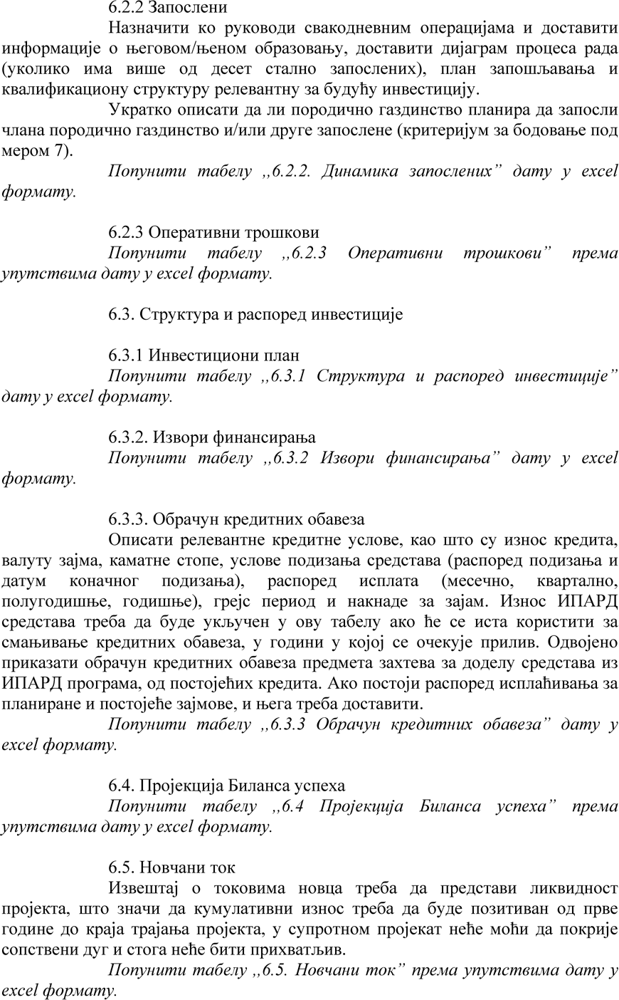 6.2.2 Запослени
Назначити ко руководи свакодневним операцијама и доставити
информације о његовом/њеном образовању, доставити дијаграм процеса рада
(уколико има више од десет стално запослених), план запошљавања и
квалификациону структуру релевантну за будућу инвестицију.
Укратко описати да ли породично газдинство планира да запосли
члана породично газдинство и/или друге запослене (критеријум за бодовање под
мером 7).
Попунити табелу ,,6.2.2. Динамика запослених” дату у excel
формату.
6.2.3 Оперативни трошкови
Попунити табелу ,,6.2.3 Оперативни трошкови” према
упутствима дату у excel формату.
6.3. Структура и распоред инвестиције
6.3.1 Инвестициони план
Попунити табелу ,,6.3.1 Структура и распоред инвестиције”
дату у excel формату.
6.3.2. Извори финансирања
Попунити табелу ,,6.3.2 Извори финансирања” дату у excel
формату.
6.3.3. Обрачун кредитних обавеза
Описати релевантне кредитне услове, као што су износ кредита,
валуту зајма, каматне стопе, услове подизања средстава (распоред подизања и
датум коначног подизања), распоред исплата (месечно, квартално,
полугодишње, годишње), грејс период и накнаде за зајам. Износ ИПАРД
средстава треба да буде укључен у ову табелу ако ће се иста користити за
смањивање кредитних обавеза, у години у којој се очекује прилив. Одвојено
приказати обрачун кредитних обавеза предмета захтева за доделу средстава из
ИПАРД програма, од постојећих кредита. Ако постоји распоред исплаћивања за
планиране и постојеће зајмове, и њега треба доставити.
Попунити табелу ,,6.3.3 Обрачун кредитних обавеза” дату у
excel формату.
6.4. Пројекција Биланса успеха
Попунити табелу ,,6.4 Пројекција Биланса успеха” према
упутствима дату у excel формату.
6.5. Новчани ток
Извештај о токовима новца треба да представи ликвидност
пројекта, што значи да кумулативни износ треба да буде позитиван од прве
године до краја трајања пројекта, у супротном пројекат неће моћи да покрије
сопствени дуг и стога неће бити прихватљив.
Попунити табелу ,,6.5. Новчани ток” према упутствима дату у
excel формату.